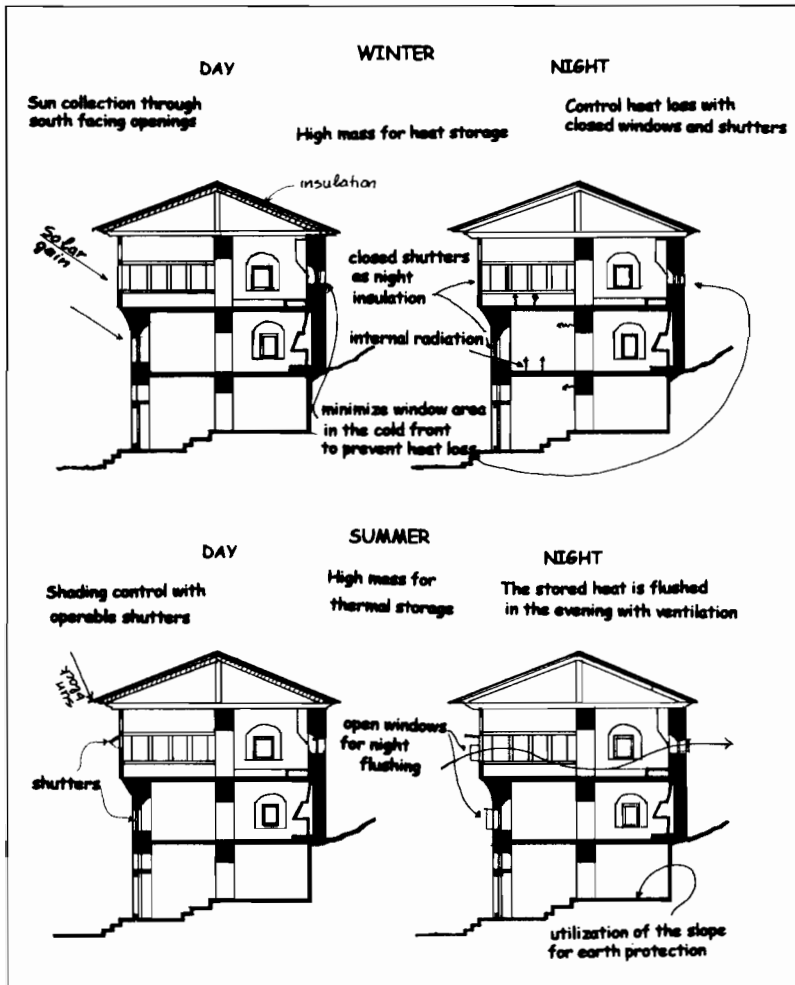 WINTER
DAY
NIGHT
Sun collection through
south facing openings
High mass for heat storage
Control heat loss with
closed windows and shutters
insulation
Solar
gain
closed shutters
as night
insulation
internal radiation
minimize window area
in the cold front
to prevent heat loss
SUMMER
DAY
NIGHT
Shading control with
operable shutters
High mass for
thermal storage
The stored heat is flushed
in the evening with ventilation
sun
block
shutters
open windows
for night
flushing
utilization of the slope
for earth protection